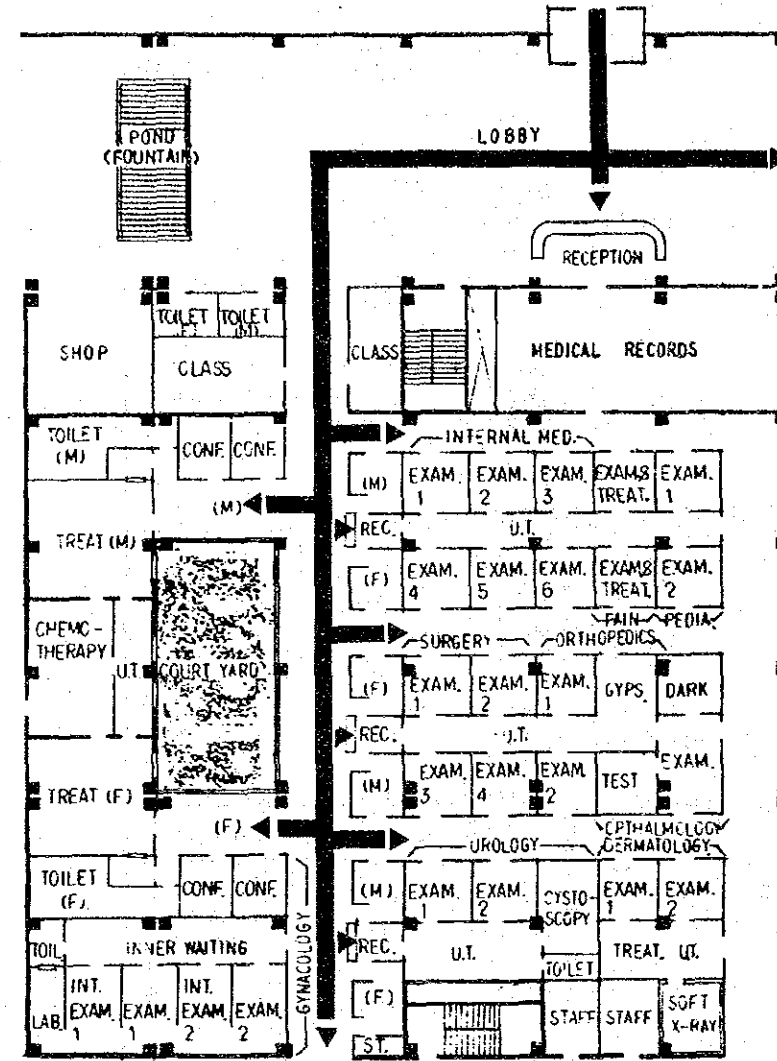 LOBBY
POND
(FOUNTAIN)
RECEPTION
TOILET TOILET
(F) (M)
SHOP
CLASS
CLASS
MEDICAL RECORDS
TOILET
(M)
CONF. CONF.
INTERNAL MED.
(M)
EXAM.
1
EXAM.
2
EXAM.
3
EXAM&
TREAT.
EXAM.
1
(M)
REC.
U.T.
TREAT (M)
(F)
EXAM.
4
EXAM.
5
EXAM.
6
EXAM&
TREAT.
EXAM.
2
PAIN PEDIA.
CHEMO-
THERAPY
U.T.
COURT YARD
SURGERY ORTHOPEDICS
(F)
EXAM.
1
EXAM.
2
EXAM.
1
GYPS.
DARK
REC.
U.T.
TREAT (F)
(M)
EXAM.
3
EXAM.
4
EXAM.
2
TEST
EXAM.
(F)
OPTHALMOLOGY
UROLOGY DERMATOLOGY
TOILET
(F).
CONF. CONF.
(M)
EXAM.
1
EXAM.
2
CYSTO-
SCOPY
EXAM.
1
EXAM.
2
GYNACOLOGY
TOIL.
INNER WAITING
REC.
U.T.
TOILET
TREAT. U.T.
LAB.
INT.
EXAM.
1
EXAM.
1
INT.
EXAM.
2
EXAM.
2
(F)
ST.
STAFF
STAFF
SOFT
X-RAY